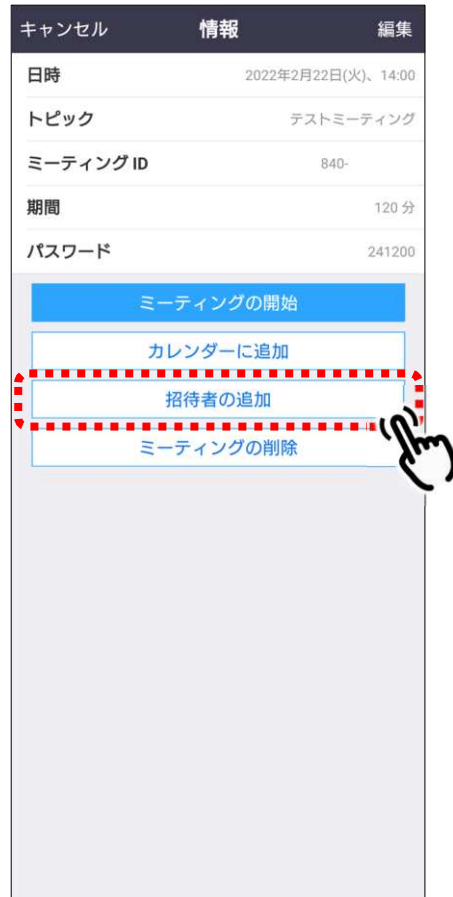 キャンセル 情報 編集
日時 2022年2月22日(火)、14:00
トピック テストミーティング
ミーティング ID 840-
期間 120 分
パスワード 241200
ミーティングの開始
カレンダーに追加
招待者の追加
ミーティングの削除